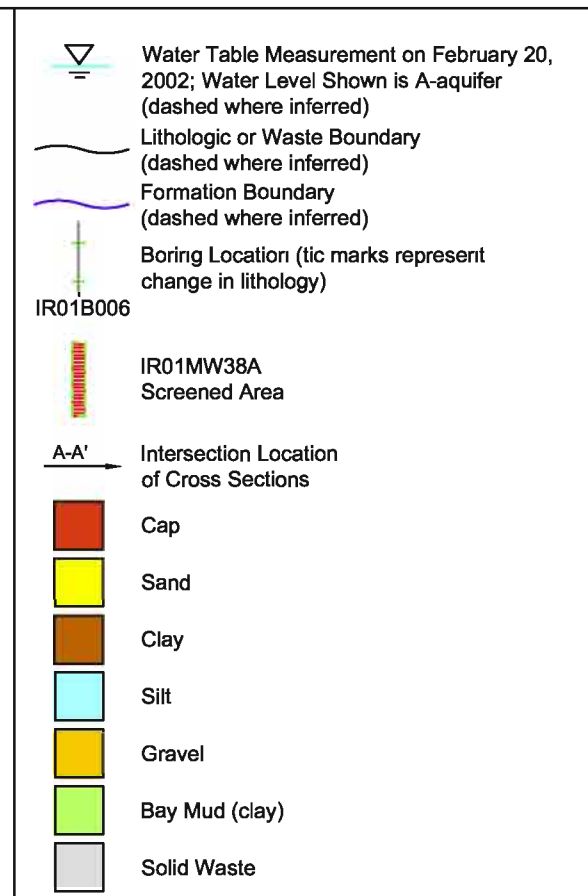 Water Table Measurement on February 20,
2002; Water Level Shown is A-aquifer
(dashed where inferred)
Lithologic or Waste Boundary
(dashed where inferred)
Formation Boundary
(dashed where inferred)
Boring Location (tic marks represent
change in lithology)
IR01B006
IR01MW38A
Screened Area
A-A'
Intersection Location
of Cross Sections
Cap
Sand
Clay
Silt
Gravel
Bay Mud (clay)
Solid Waste